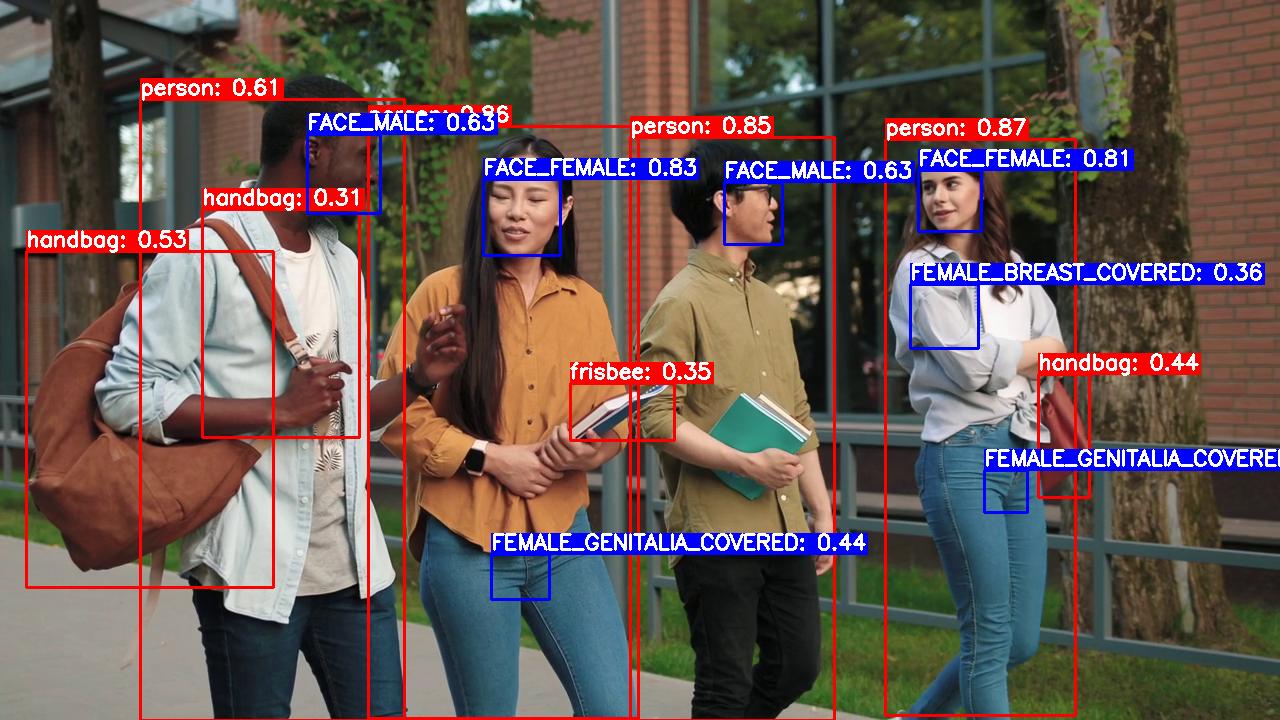 person: 0.61
FACE_MALE: 0.63
handbag: 0.31
handbag: 0.53
FACE_FEMALE: 0.83
frisbee: 0.35
FEMALE_GENITALIA_COVERED: 0.44
person: 0.85
FACE_MALE: 0.63
person: 0.87
FACE_FEMALE: 0.81
FEMALE_BREAST_COVERED: 0.36
handbag: 0.44
FEMALE_GENITALIA_COVERE